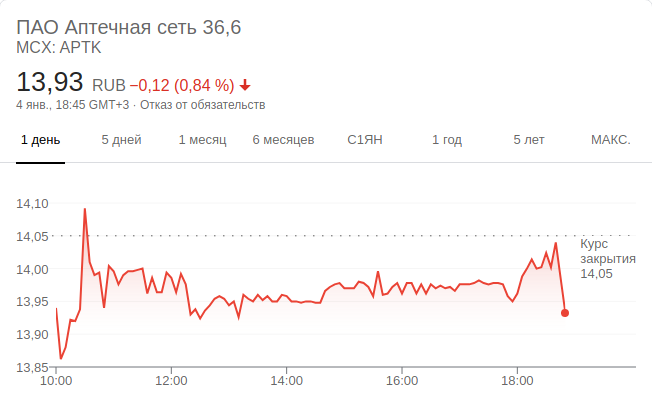 ПАО Аптечная сеть 36,6
MCX: APTK
13,93 RUB −0,12 (0,84 %)
4 янв., 18:45 GMT+3 · Отказ от обязательств
1 день 5 дней 1 месяц 6 месяцев С1ЯН 1 год 5 лет МАКС.
14,10
14,05
14,00
13,95
13,90
13,85
Курс
закрытия
14,05
10:00 12:00 14:00 16:00 18:00